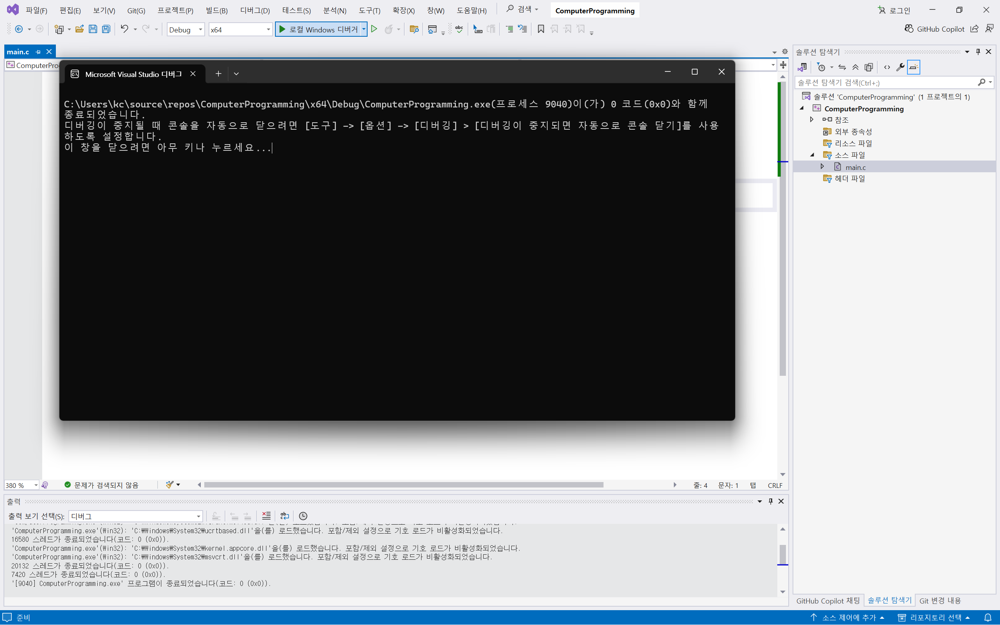 파일(F) 편집(E) 보기(V) Git(G) 프로젝트(P) 빌드(B) 디버그(D) 테스트(S) 분석(N) 도구(T) 확장(X) 창(W) 도움말(H) 검색 ComputerProgramming 로그인
Debug x64 로컬 Windows 디버거 abc GitHub Copilot
main.c
ComputerPro
Microsoft Visual Studio 디버그
C:\Users\kc\source\repos\ComputerProgramming\x64\Debug\ComputerProgramming.exe(프로세스 9040)이(가) 0 코드(0x0)와 함께
종료되었습니다.
디버깅이 중지될 때 콘솔을 자동으로 닫으려면 [도구] -> [옵션] -> [디버깅] > [디버깅이 중지되면 자동으로 콘솔 닫기]를 사용
하도록 설정합니다.
이 창을 닫으려면 아무 키나 누르세요...
솔루션 탐색기
솔루션 탐색기 검색(Ctrl+;)
솔루션 'ComputerProgramming' (1 프로젝트의 1)
ComputerProgramming
참조
외부 종속성
리소스 파일
소스 파일
main.c
헤더 파일
380 % 문제가 검색되지 않음 줄: 4 문자: 1 탭 CRLF
출력
출력 보기 선택(S): 디버그
'ComputerProgramming.exe'(Win32): 'C:₩Windows₩System32₩ucrtbased.dll'을(를) 로드했습니다. 포함/제외 설정으로 기호 로드가 비활성화되었습니다.
16580 스레드가 종료되었습니다(코드: 0 (0x0)).
'ComputerProgramming.exe'(Win32): 'C:₩Windows₩System32₩kernel.appcore.dll'을(를) 로드했습니다. 포함/제외 설정으로 기호 로드가 비활성화되었습니다.
'ComputerProgramming.exe'(Win32): 'C:₩Windows₩System32₩msvcrt.dll'을(를) 로드했습니다. 포함/제외 설정으로 기호 로드가 비활성화되었습니다.
20132 스레드가 종료되었습니다(코드: 0 (0x0)).
7420 스레드가 종료되었습니다(코드: 0 (0x0)).
'[9040] ComputerProgramming.exe' 프로그램이 종료되었습니다(코드: 0 (0x0)).
GitHub Copilot 채팅 솔루션 탐색기 Git 변경 내용
준비 소스 제어에 추가 리포지토리 선택